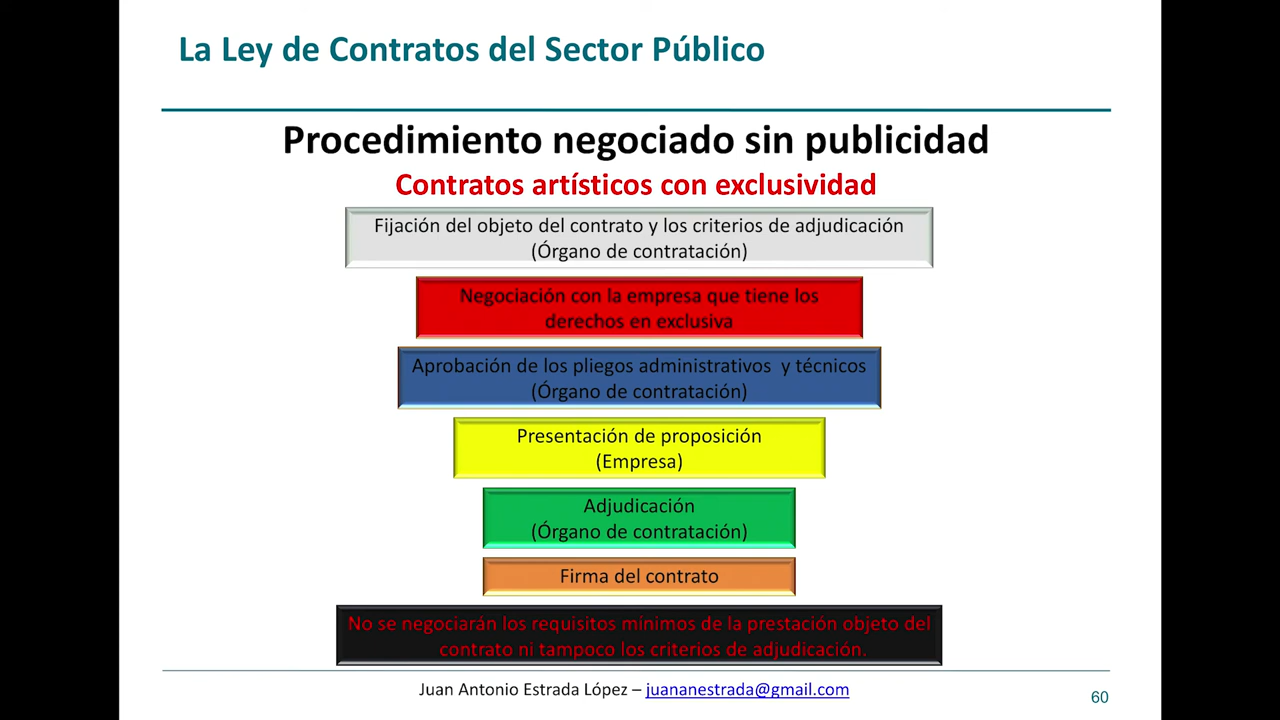 La Ley de Contratos del Sector Público
Procedimiento negociado sin publicidad
Contratos artísticos con exclusividad
Fijación del objeto del contrato y los criterios de adjudicación
(Órgano de contratación)
Negociación con la empresa que tiene los
derechos en exclusiva
Aprobación de los pliegos administrativos y técnicos
(Órgano de contratación)
Presentación de proposición
(Empresa)
Adjudicación
(Órgano de contratación)
Firma del contrato
No se negociarán los requisitos mínimos de la prestación objeto del
contrato ni tampoco los criterios de adjudicación.
Juan Antonio Estrada López – juananestrada@gmail.com
60